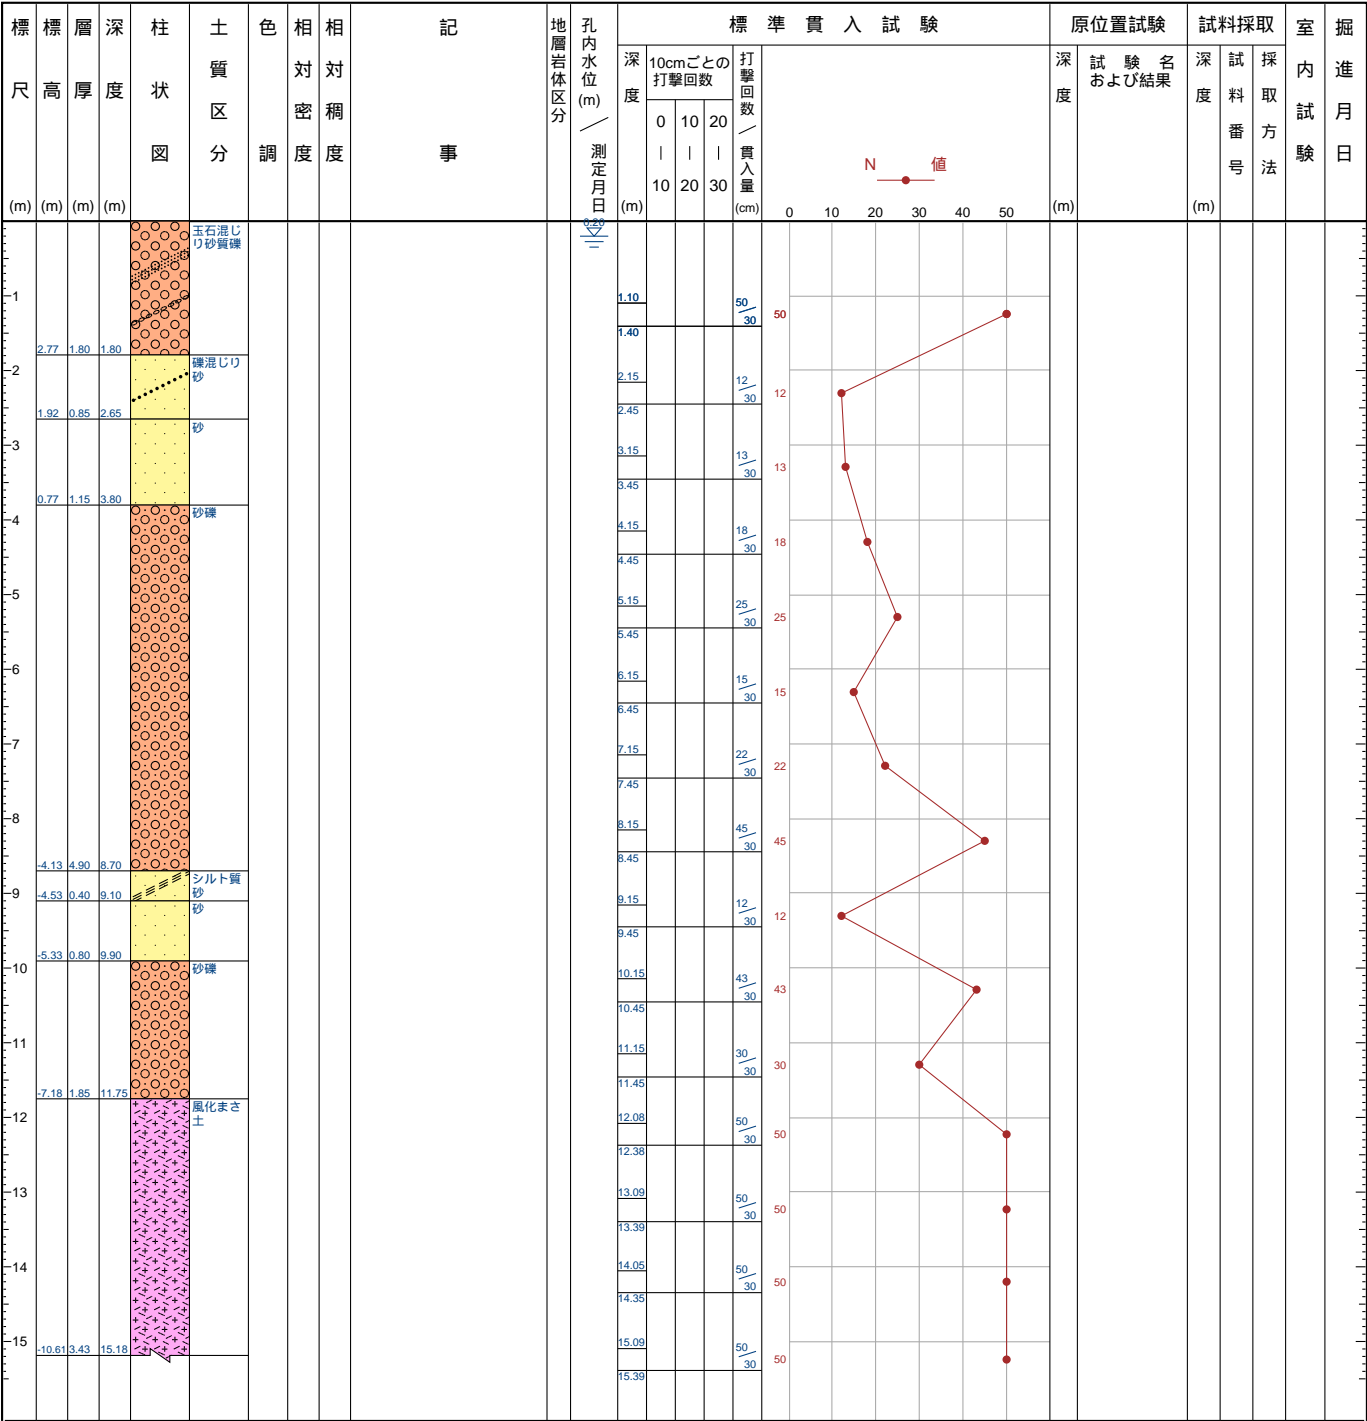 標尺 (m)
標高 (m)
層厚 (m)
深度 (m)
柱状図
土質区分
色調
相対密度
相対稠度
記事
地層岩体区分
孔内水位(m)／測定月日
標準貫入試験
深度 (m)
10cmごとの打撃回数
0 | 10
10 | 20
20 | 30
打撃回数／貫入量 (cm)
N 値
0 10 20 30 40 50
原位置試験
深度 (m)
試験名および結果
試料採取
深度 (m)
試料番号
採取方法
室内試験
掘進月日
0.20
玉石混じ
り砂質礫
1
1.10 50/30 50
1.40
2.77 1.80 1.80
礫混じり
砂
2
2.15 12/30 12
2.45
1.92 0.85 2.65
砂
3
3.15 13/30 13
3.45
0.77 1.15 3.80
砂礫
4
4.15 18/30 18
4.45
5
5.15 25/30 25
5.45
6
6.15 15/30 15
6.45
7
7.15 22/30 22
7.45
8
8.15 45/30 45
8.45
-4.13 4.90 8.70
シルト質
砂
9
-4.53 0.40 9.10
砂
9.15 12/30 12
9.45
-5.33 0.80 9.90
砂礫
10
10.15 43/30 43
10.45
11
11.15 30/30 30
11.45
-7.18 1.85 11.75
風化まさ
土
12
12.08 50/30 50
12.38
13
13.09 50/30 50
13.39
14
14.05 50/30 50
14.35
15
15.09 50/30 50
-10.61 3.43 15.18
15.39